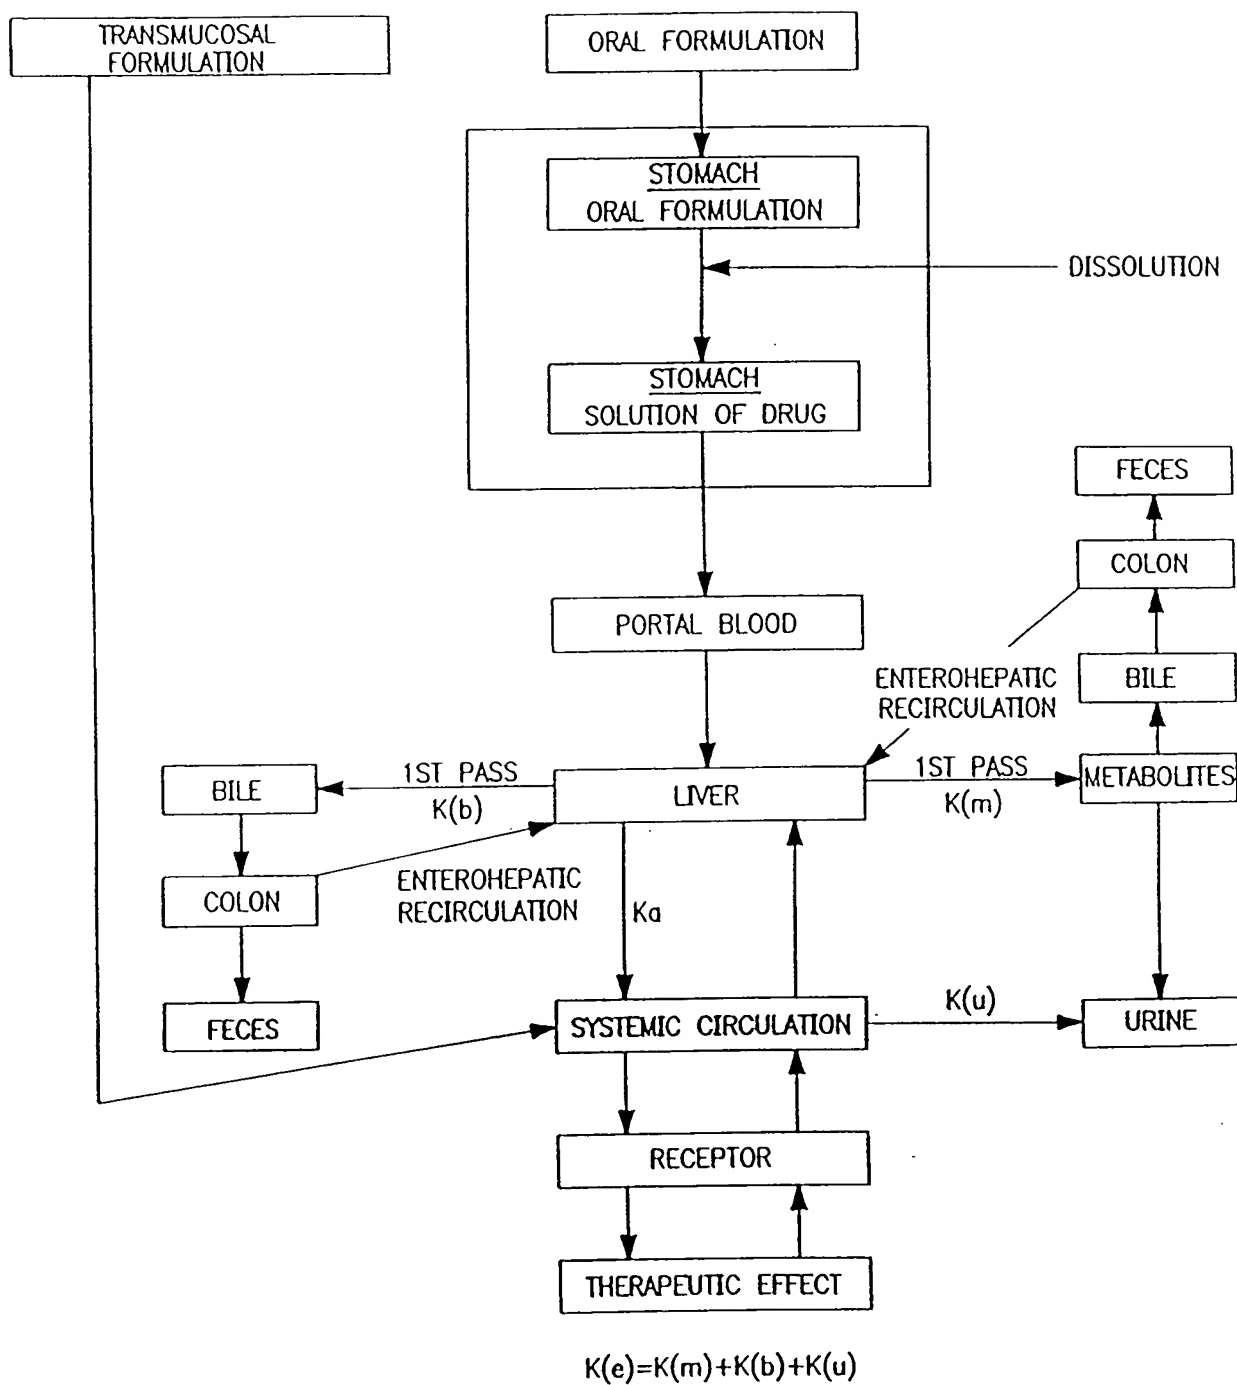 TRANSMUCOSAL
FORMULATION
ORAL FORMULATION
STOMACH
ORAL FORMULATION
DISSOLUTION
STOMACH
SOLUTION OF DRUG
FECES
COLON
PORTAL BLOOD
ENTEROHEPATIC
RECIRCULATION
BILE
BILE
1ST PASS
K(b)
LIVER
1ST PASS
K(m)
METABOLITES
COLON
ENTEROHEPATIC
RECIRCULATION
Ka
FECES
SYSTEMIC CIRCULATION
K(u)
URINE
RECEPTOR
THERAPEUTIC EFFECT
K(e)=K(m)+K(b)+K(u)